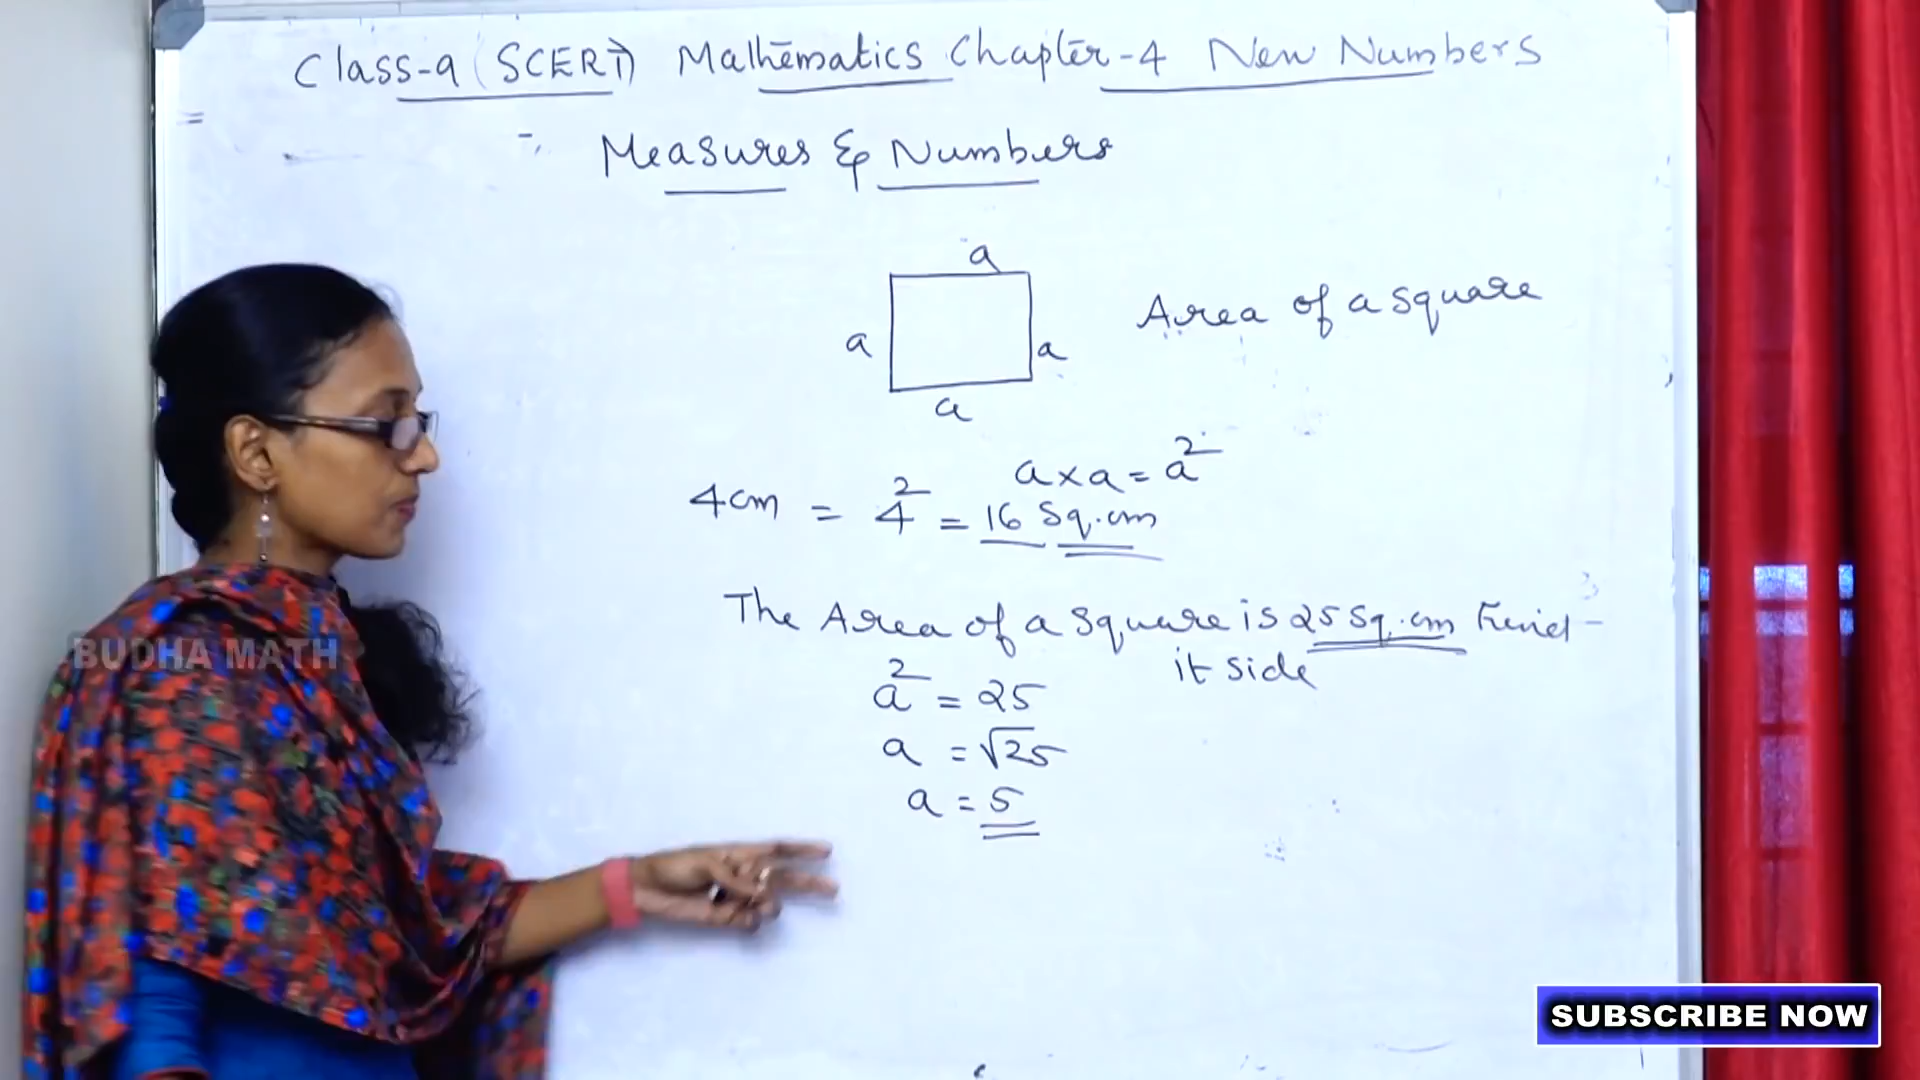 Class-9 (SCERT) Mathematics Chapter-4 New Numbers
Measures & Numbers
a
a
a
a
Area of a square
a×a = a²
4cm = 4² = 16 Sq.cm
The Area of a square is 25 Sq.cm Find
it side
a² = 25
a = √25
a = 5
BUDHA MATH
SUBSCRIBE NOW